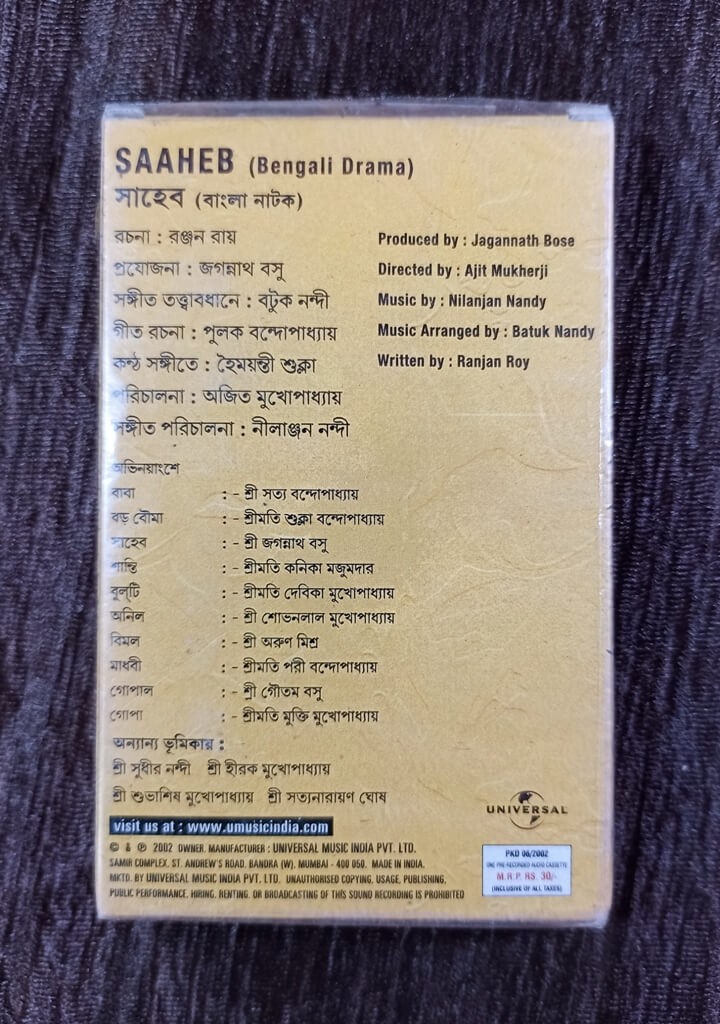 SAAHEB (Bengali Drama)
সাহেব (বাংলা নাটক)
রচনা : রঞ্জন রায়
প্রযোজনা : জগন্নাথ বসু
সঙ্গীত তত্ত্বাবধানে : বটুক নন্দী
গীত রচনা : পুলক বন্দোপাধ্যায়
কন্ঠ সঙ্গীতে : হৈময়ন্তী শুক্লা
পরিচালনা : অজিত মুখোপাধ্যায়
সঙ্গীত পরিচালনা : নীলাঞ্জন নন্দী
Produced by : Jagannath Bose
Directed by : Ajit Mukherji
Music by : Nilanjan Nandy
Music Arranged by : Batuk Nandy
Written by : Ranjan Roy
অভিনয়াংশে
বাবা : - শ্রী সত্য বন্দোপাধ্যায়
বড় বৌমা : - শ্রীমতি শুক্লা বন্দোপাধ্যায়
সাহেব : - শ্রী জগন্নাথ বসু
শান্তি : - শ্রীমতি কনিকা মজুমদার
বুল্টি : - শ্রীমতি দেবিকা মুখোপাধ্যায়
অনিল : - শ্রী শোভনলাল মুখোপাধ্যায়
বিমল : - শ্রী অরুণ মিশ্র
মাধবী : - শ্রীমতি পরী বন্দোপাধ্যায়
গোপাল : - শ্রী গৌতম বসু
গোপা : - শ্রীমতি মুক্তি মুখোপাধ্যায়
অন্যান্য ভূমিকায় :
শ্রী সুধীর নন্দী শ্রী হীরক মুখোপাধ্যায়
শ্রী শুভাশিষ মুখোপাধ্যায় শ্রী সত্যনারায়ণ ঘোষ
visit us at : www.umusicindia.com
© & ℗ 2002 OWNER. MANUFACTURER : UNIVERSAL MUSIC INDIA PVT. LTD.
SAMIR COMPLEX. ST. ANDREW'S ROAD. BANDRA (W). MUMBAI - 400 050. MADE IN INDIA.
MKTD. BY UNIVERSAL MUSIC INDIA PVT. LTD. UNAUTHORISED COPYING, USAGE, PUBLISHING,
PUBLIC PERFORMANCE. HIRING. RENTING. OR BROADCASTING OF THIS SOUND RECORDING IS PROHIBITED
UNIVERSAL
PKD 06/2002
ONE PRE-RECORDED AUDIO CASSETTE
M.R.P. RS. 30/-
(INCLUSIVE OF ALL TAXES)